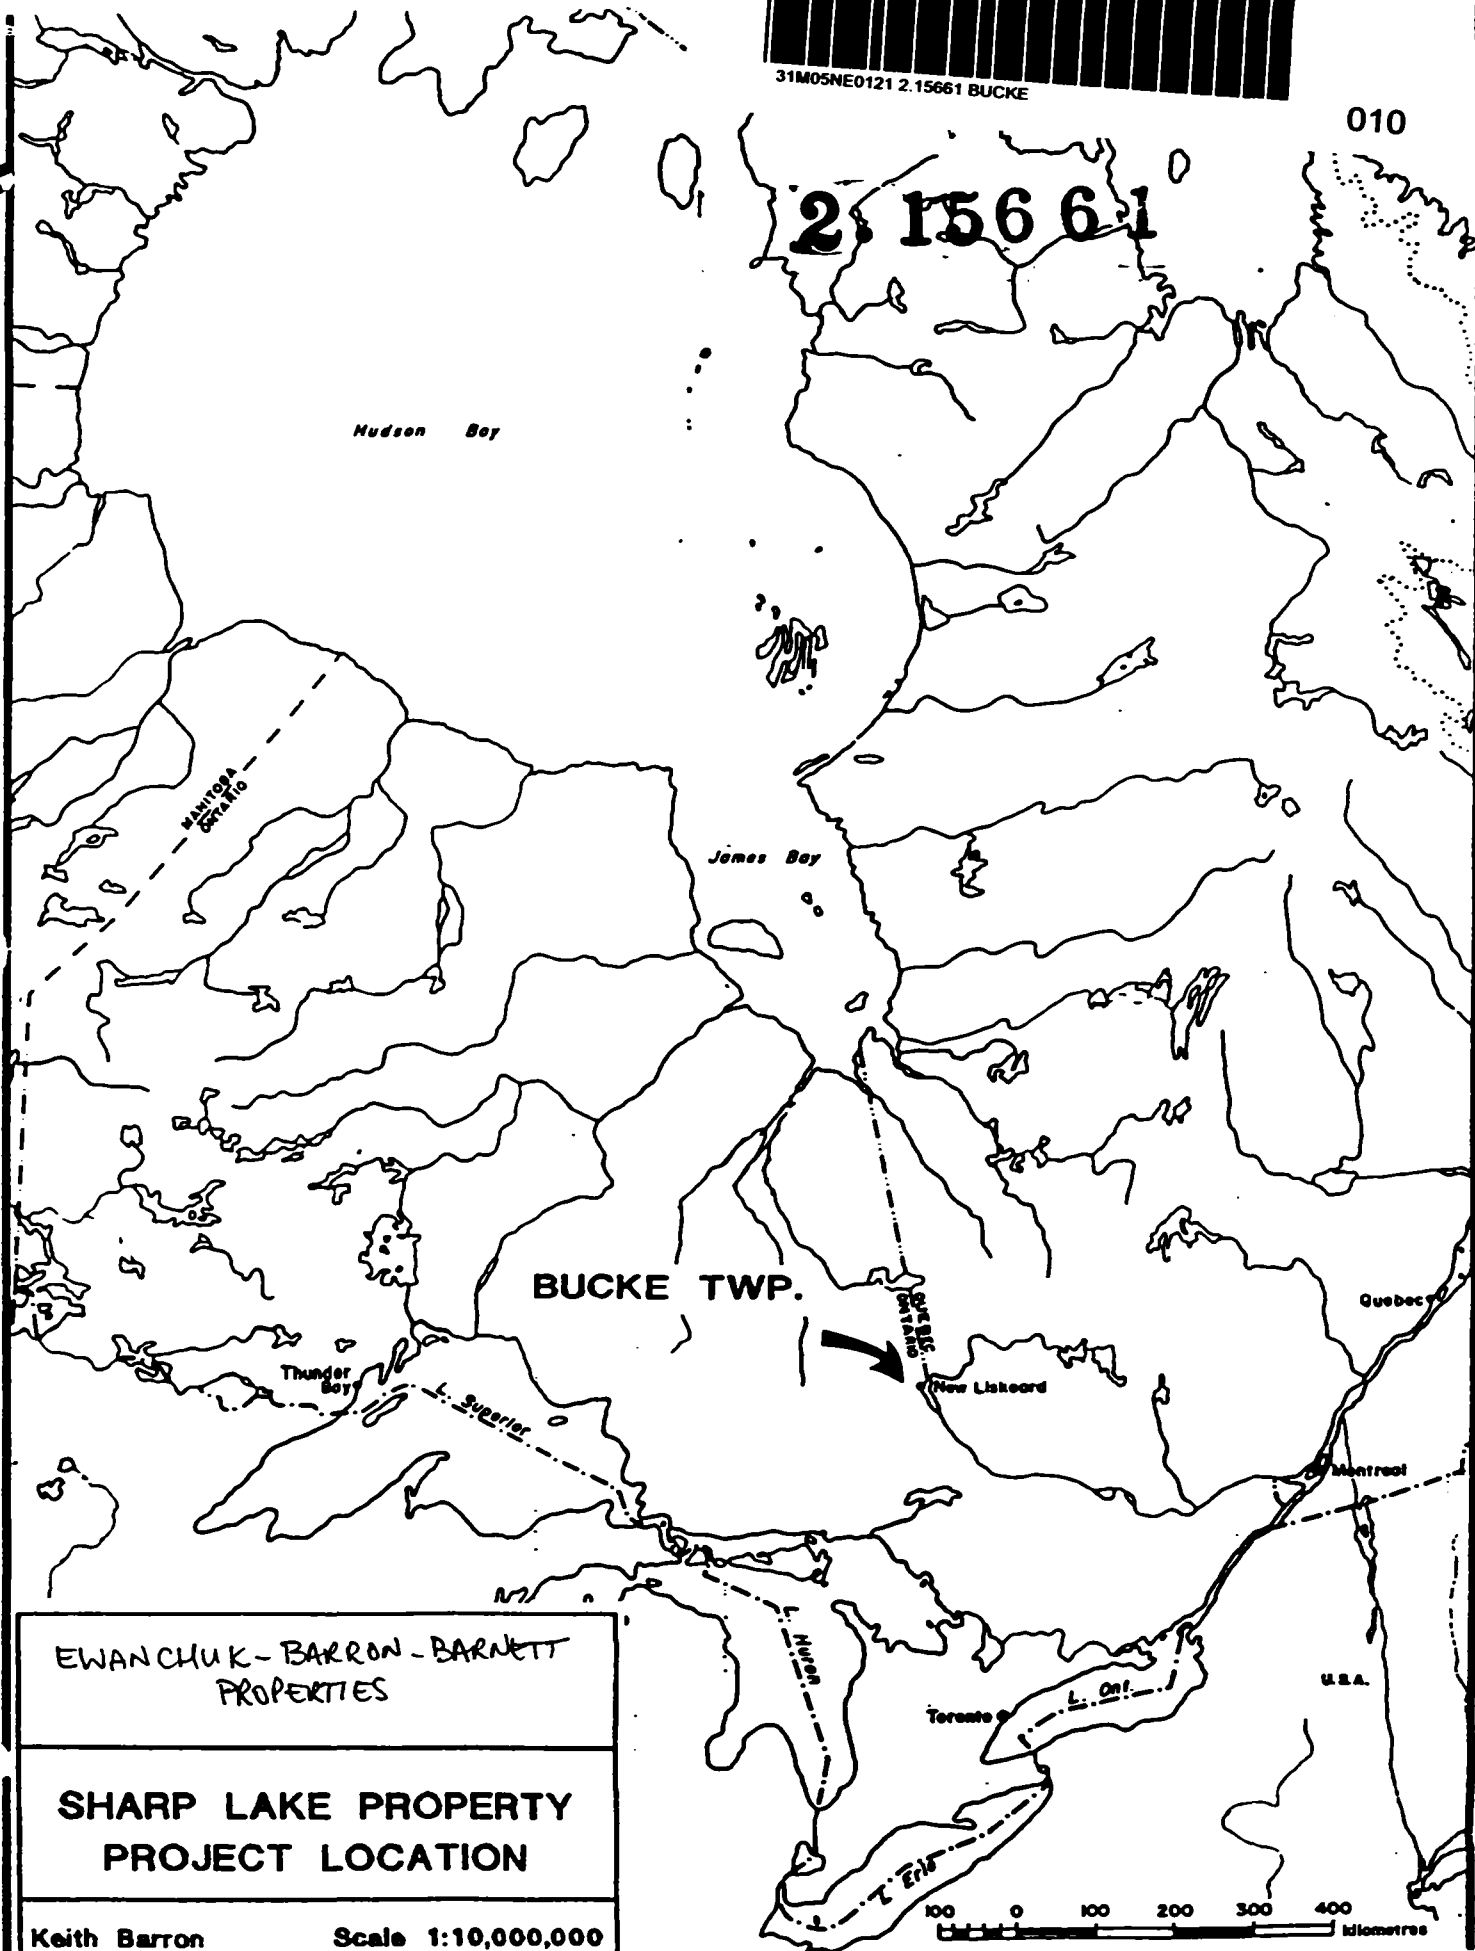 31M05NE0121 2.15661 BUCKE
010
2.15661
Hudson Bay
MANITOBA
ONTARIO
James Bay
BUCKE TWP.
QUEBEC
ONTARIO
Quebec
Thunder
Bay
New Liskeard
L. Superior
Montreal
L. Huron
EWANCHUK-BARRON-BARNETT
PROPERTIES
U.S.A.
L. Ont.
Toronto
SHARP LAKE PROPERTY
PROJECT LOCATION
L. Erie
100 0 100 200 300 400
kilometres
Keith Barron Scale 1:10,000,000